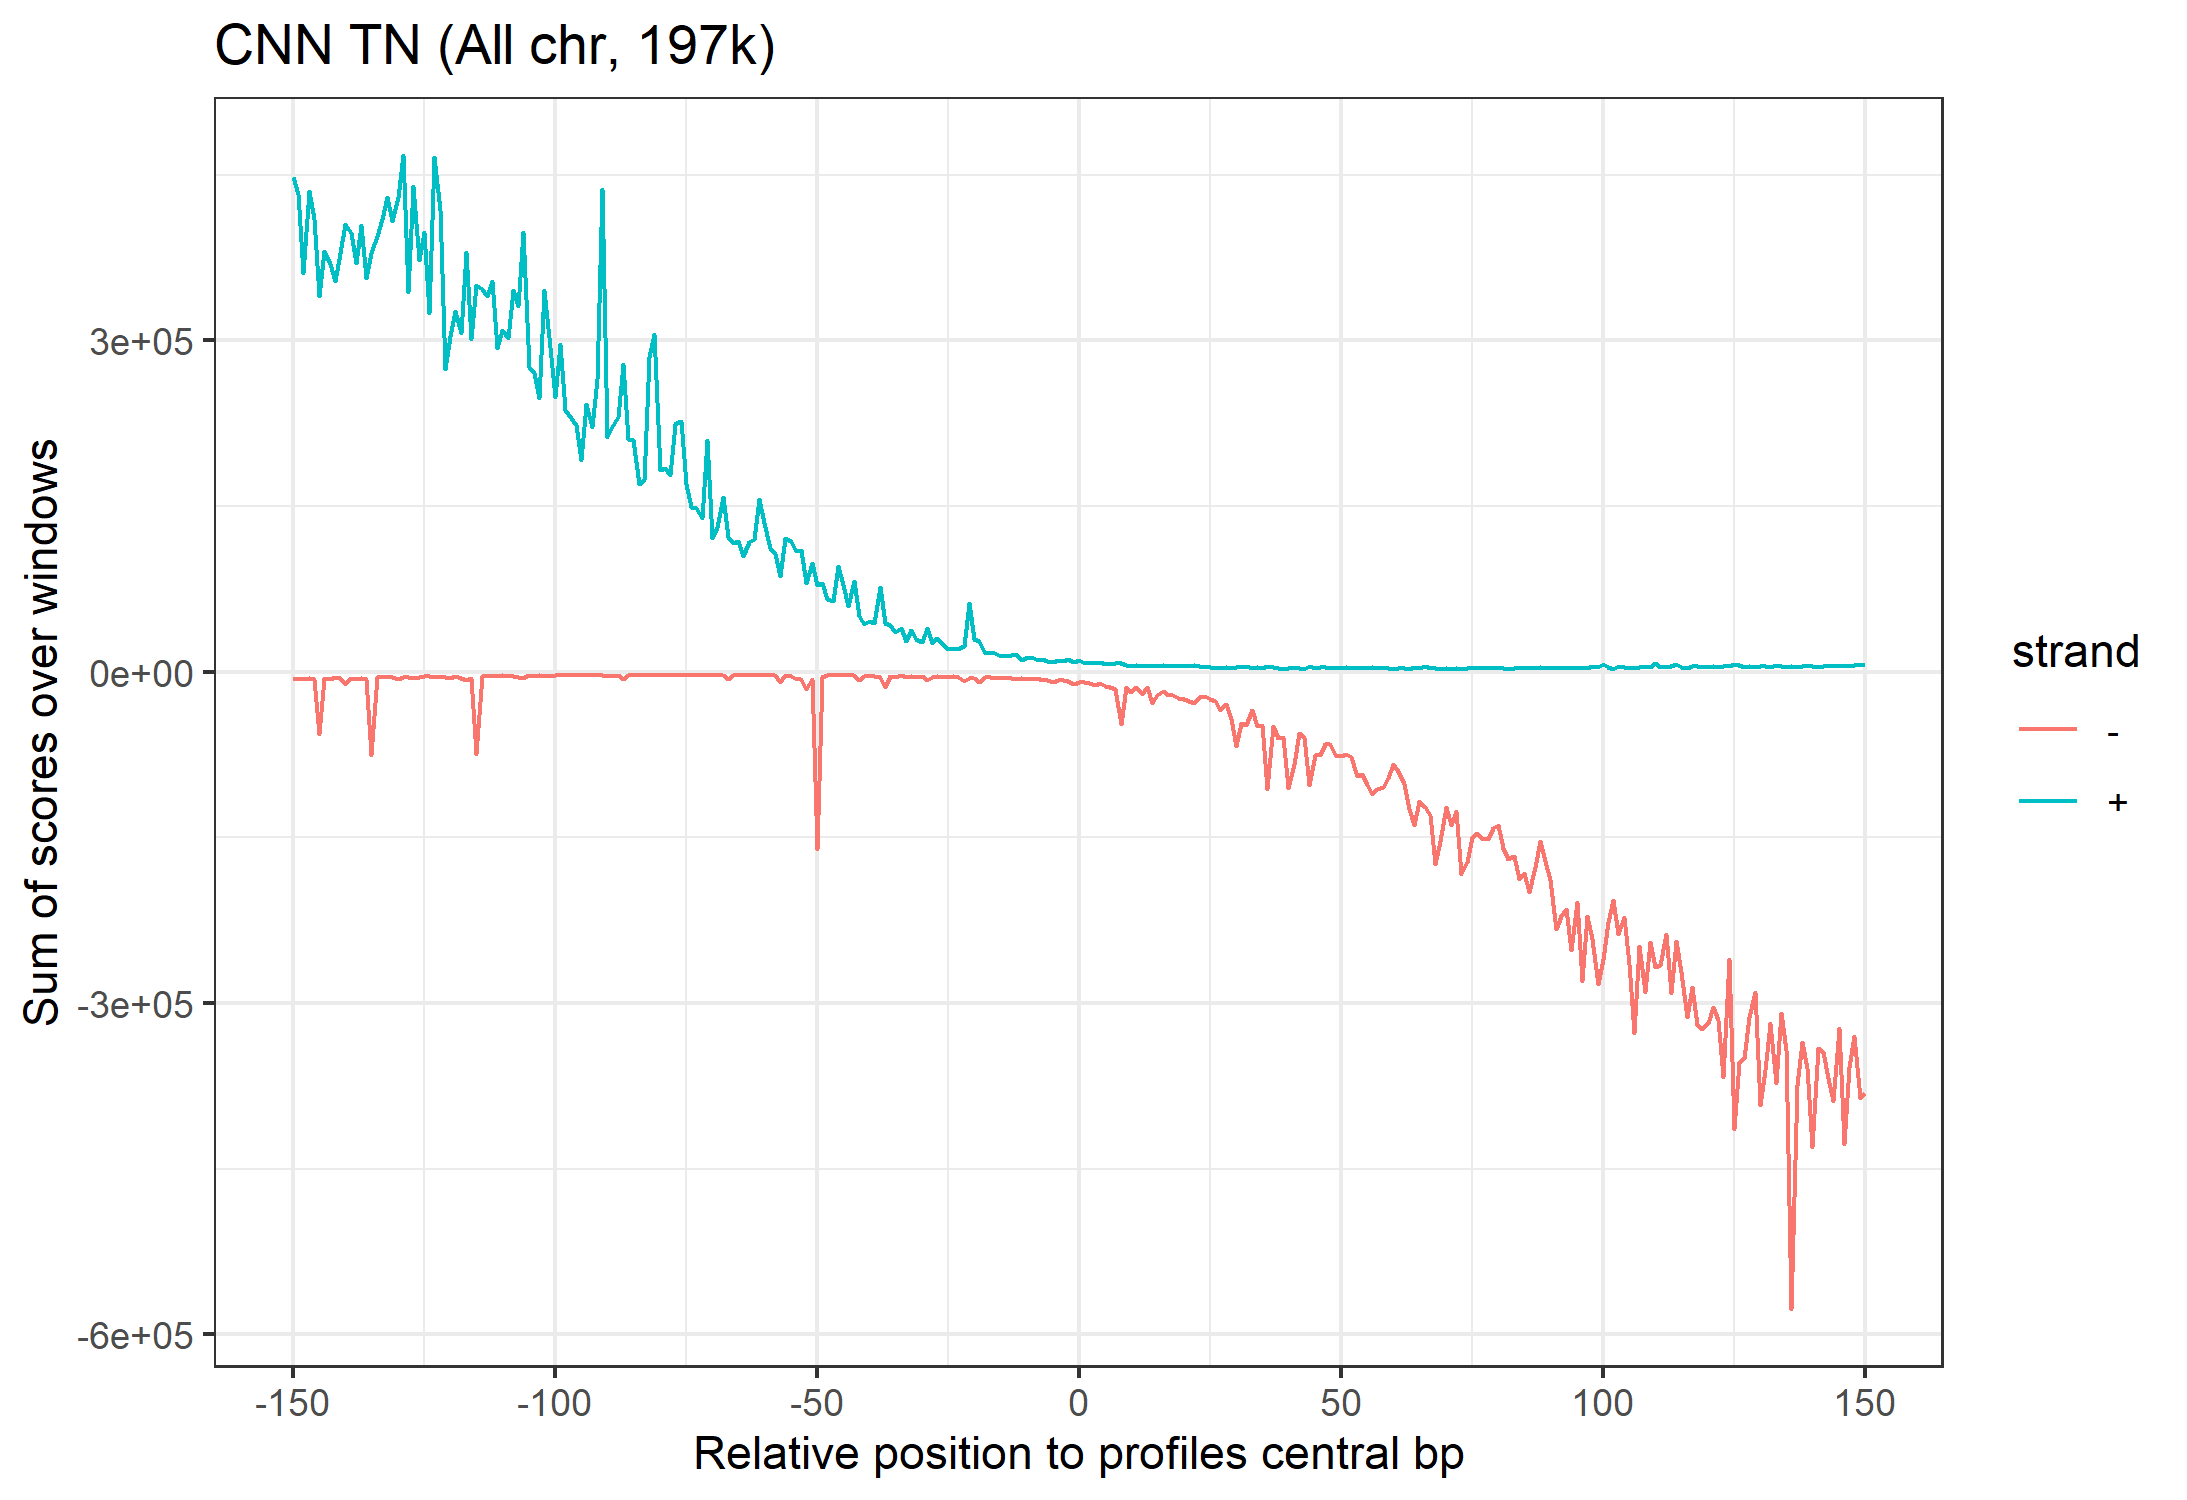 CNN TN (All chr, 197k)
Sum of scores over windows
3e+05
0e+00
-3e+05
-6e+05
-150 -100 -50 0 50 100 150
Relative position to profiles central bp
strand
-
+